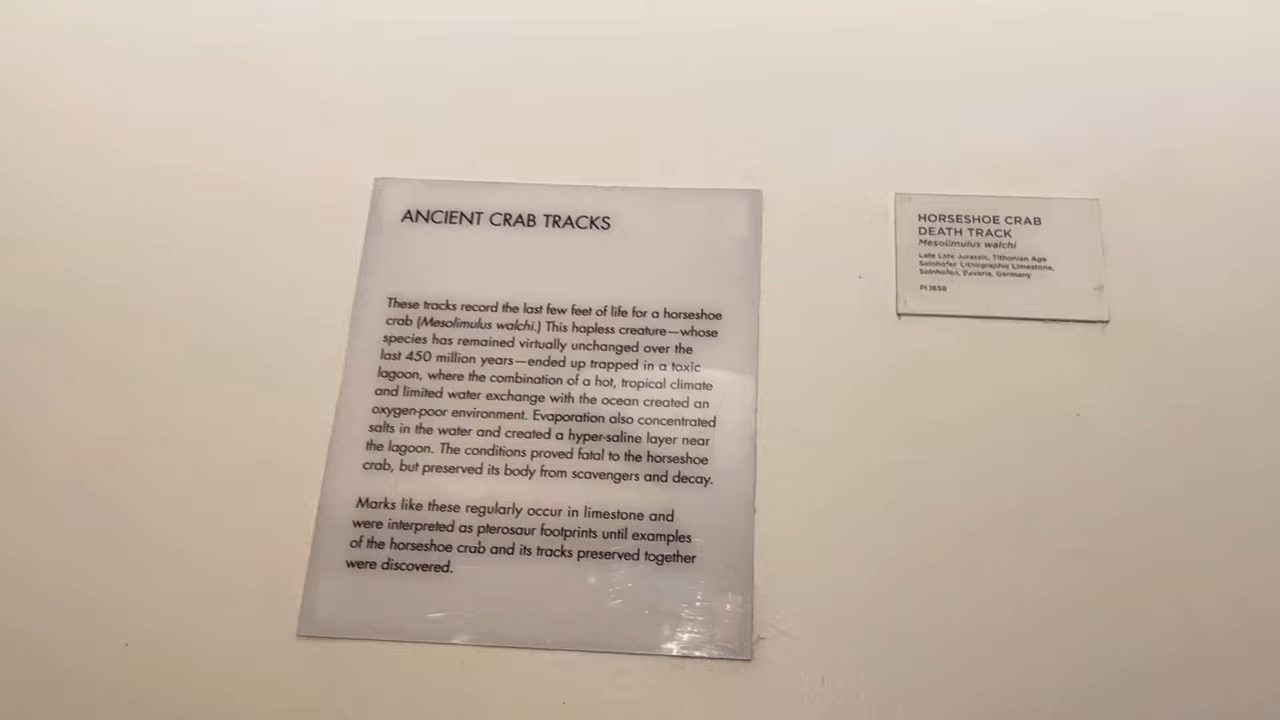 ANCIENT CRAB TRACKS
These tracks record the last few feet of life for a horseshoe
crab (Mesolimulus walchi.) This hapless creature—whose
species has remained virtually unchanged over the
last 450 million years—ended up trapped in a toxic
lagoon, where the combination of a hot, tropical climate
and limited water exchange with the ocean created an
oxygen-poor environment. Evaporation also concentrated
salts in the water and created a hyper-saline layer near
the lagoon. The conditions proved fatal to the horseshoe
crab, but preserved its body from scavengers and decay.
Marks like these regularly occur in limestone and
were interpreted as pterosaur footprints until examples
of the horseshoe crab and its tracks preserved together
were discovered.
HORSESHOE CRAB
DEATH TRACK
Mesolimulus walchi
Late Late Jurassic, Tithonian Age
Solnhofen Lithographic Limestone,
Solnhofen, Bavaria, Germany
PI.1658